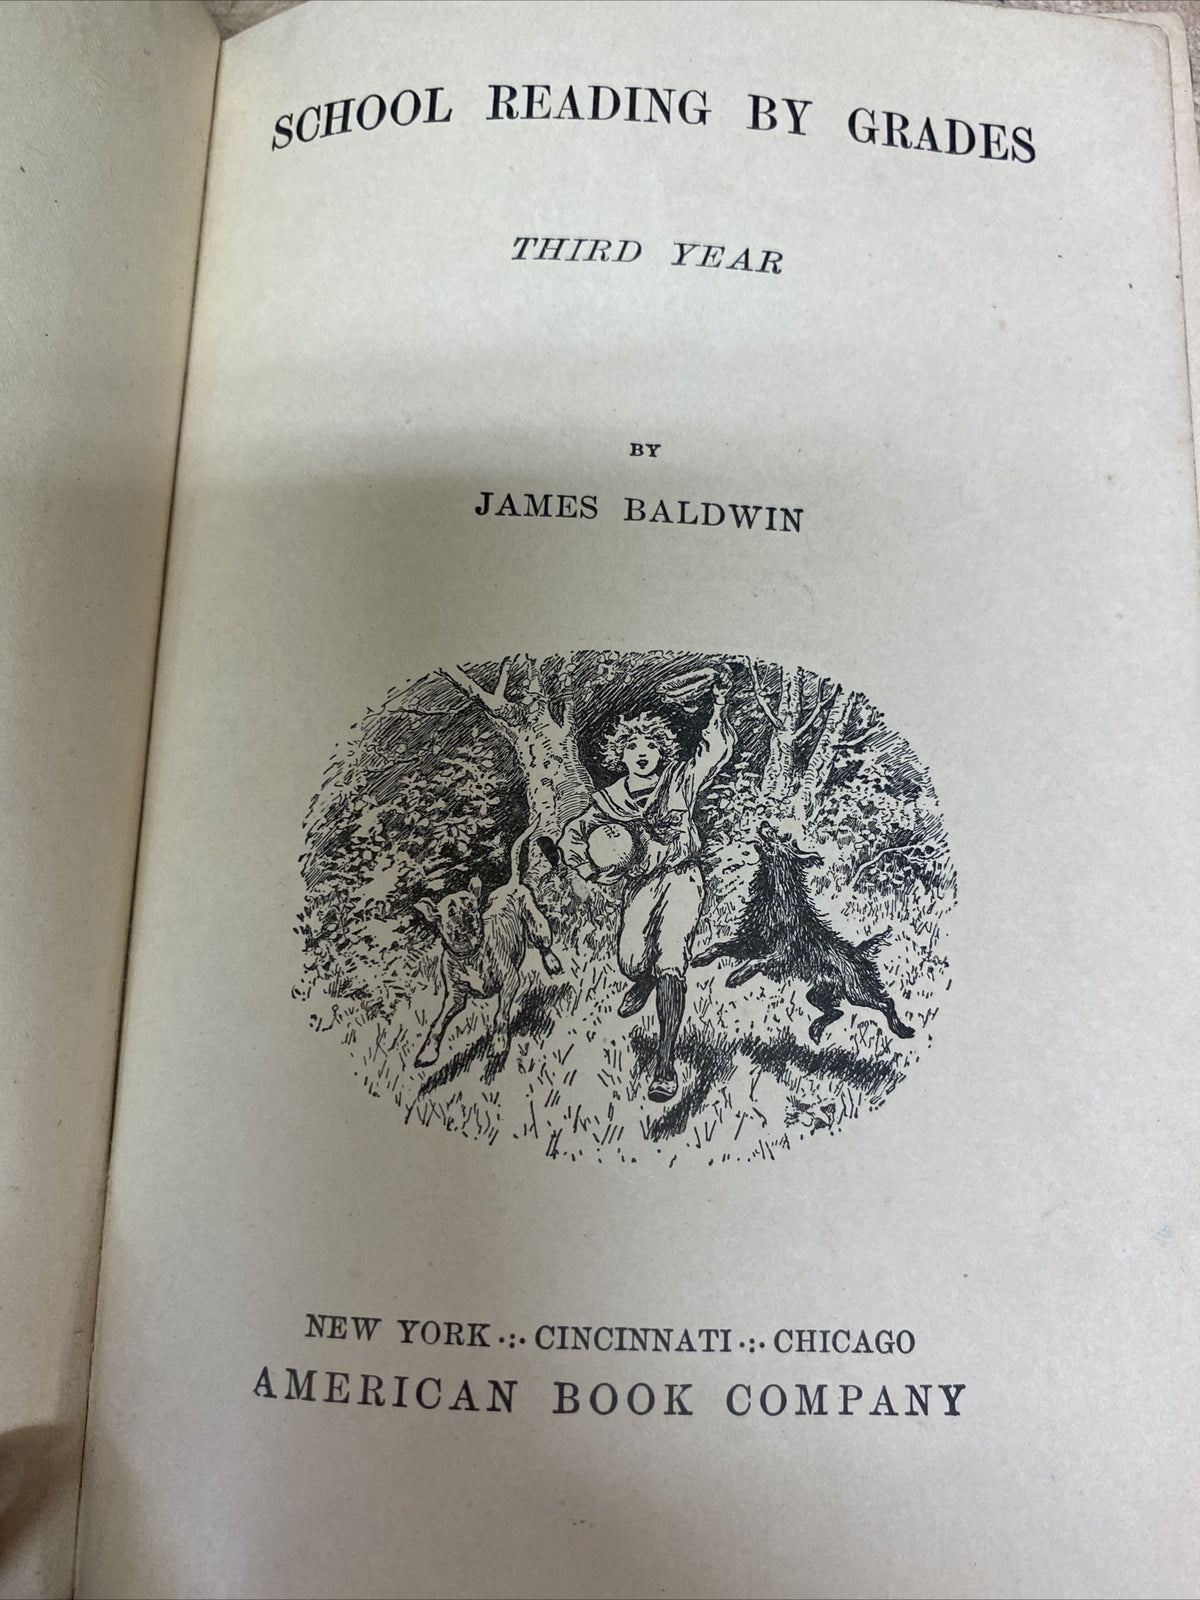 SCHOOL READING BY GRADES
THIRD YEAR
BY
JAMES BALDWIN
NEW YORK ·:· CINCINNATI ·:· CHICAGO
AMERICAN BOOK COMPANY